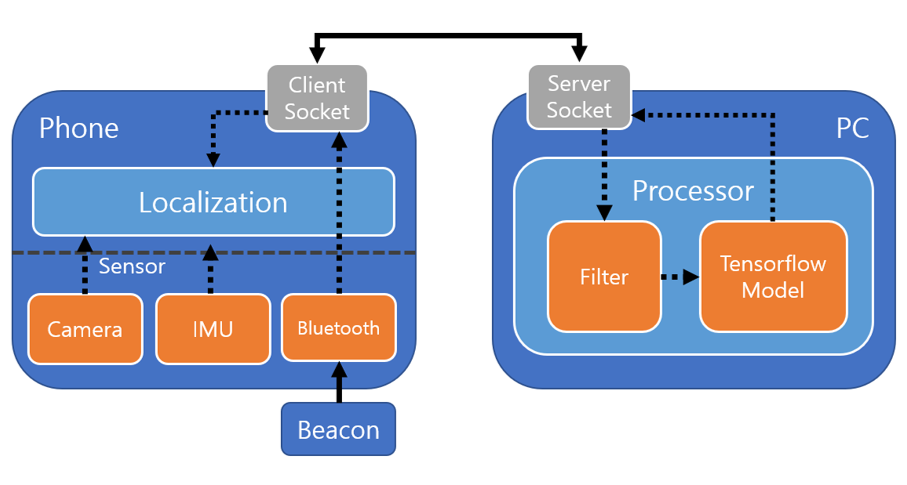 Client
Socket
Server
Socket
Phone
PC
Localization
Processor
Sensor
Filter
Tensorflow
Model
Camera
IMU
Bluetooth
Beacon